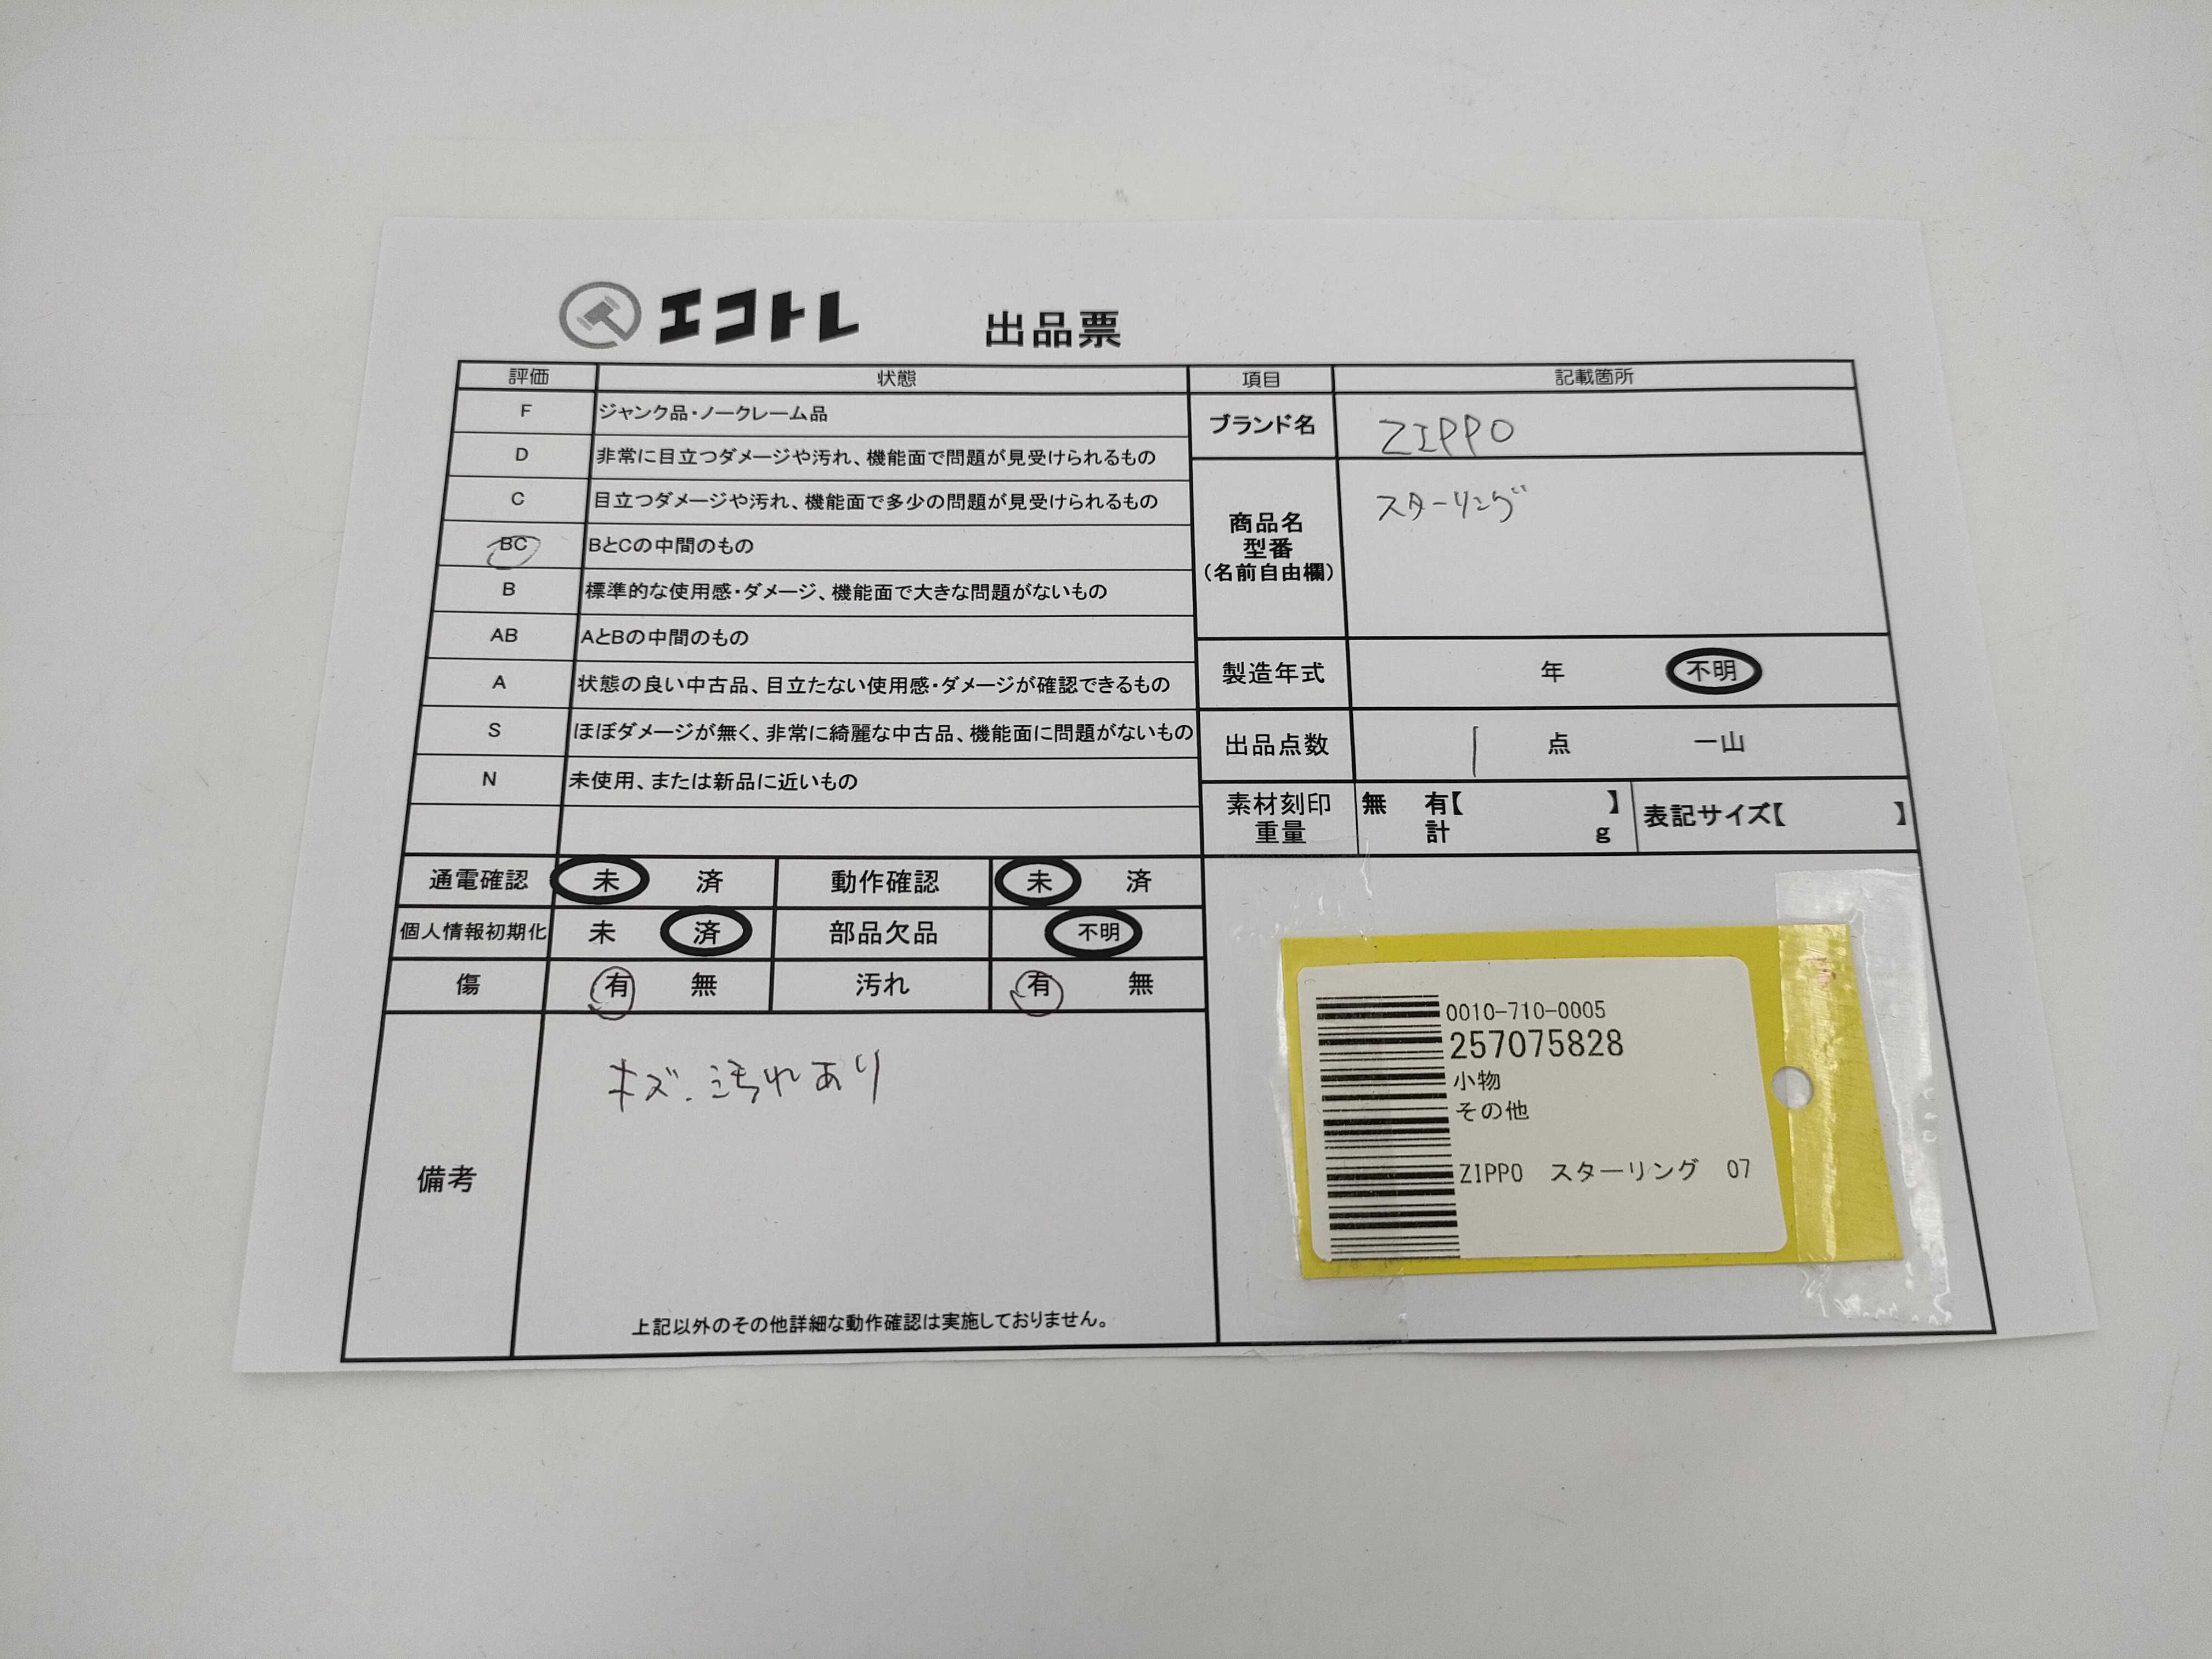 エコトレ 出品票
評価 状態 項目 記載箇所
F ジャンク品・ノークレーム品
D 非常に目立つダメージや汚れ、機能面で問題が見受けられるもの
C 目立つダメージや汚れ、機能面で多少の問題が見受けられるもの
BC BとCの中間のもの
B 標準的な使用感・ダメージ、機能面で大きな問題がないもの
AB AとBの中間のもの
A 状態の良い中古品、目立たない使用感・ダメージが確認できるもの
S ほぼダメージが無く、非常に綺麗な中古品、機能面に問題がないもの
N 未使用、または新品に近いもの
ブランド名 ZIPPO
商品名
型番
(名前自由欄)
スターリング
製造年式 年 不明
出品点数 1 点 一山
素材刻印 無 有【 】
重量 計 g
表記サイズ【 】
通電確認 未 済 動作確認 未 済
個人情報初期化 未 済 部品欠品 不明
傷 有 無 汚れ 有 無
備考
キズ.汚れあり
上記以外のその他詳細な動作確認は実施しておりません。
0010-710-0005
257075828
小物
その他
ZIPPO スターリング 07